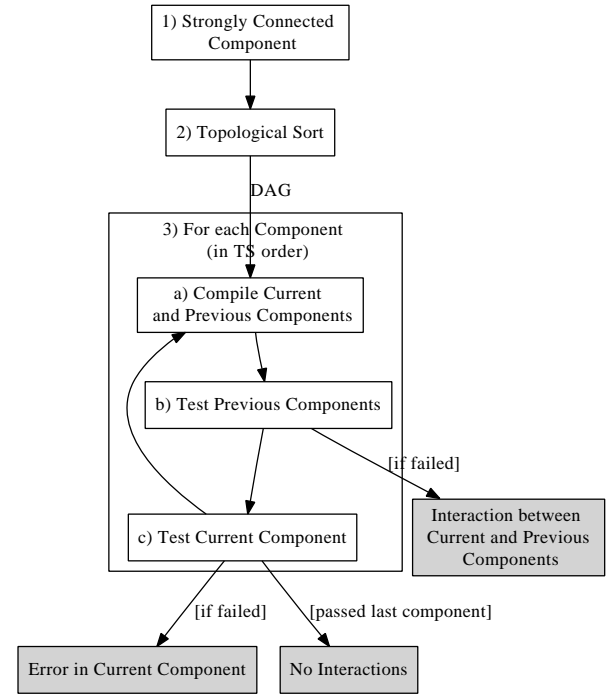 1) Strongly Connected
Component
2) Topological Sort
DAG
3) For each Component
(in TS order)
a) Compile Current
and Previous Components
b) Test Previous Components
[if failed]
Interaction between
Current and Previous
Components
c) Test Current Component
[if failed]
[passed last component]
Error in Current Component
No Interactions